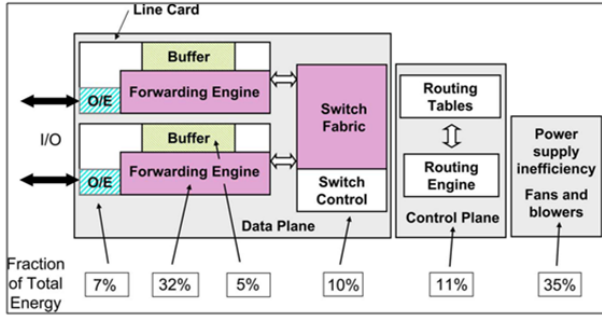 Line Card
Buffer
O/E
Forwarding Engine
I/O
Buffer
O/E
Forwarding Engine
Switch
Fabric
Switch
Control
Data Plane
Routing
Tables
Routing
Engine
Control Plane
Power
supply
inefficiency
Fans and
blowers
Fraction
of Total
Energy
7%
32%
5%
10%
11%
35%